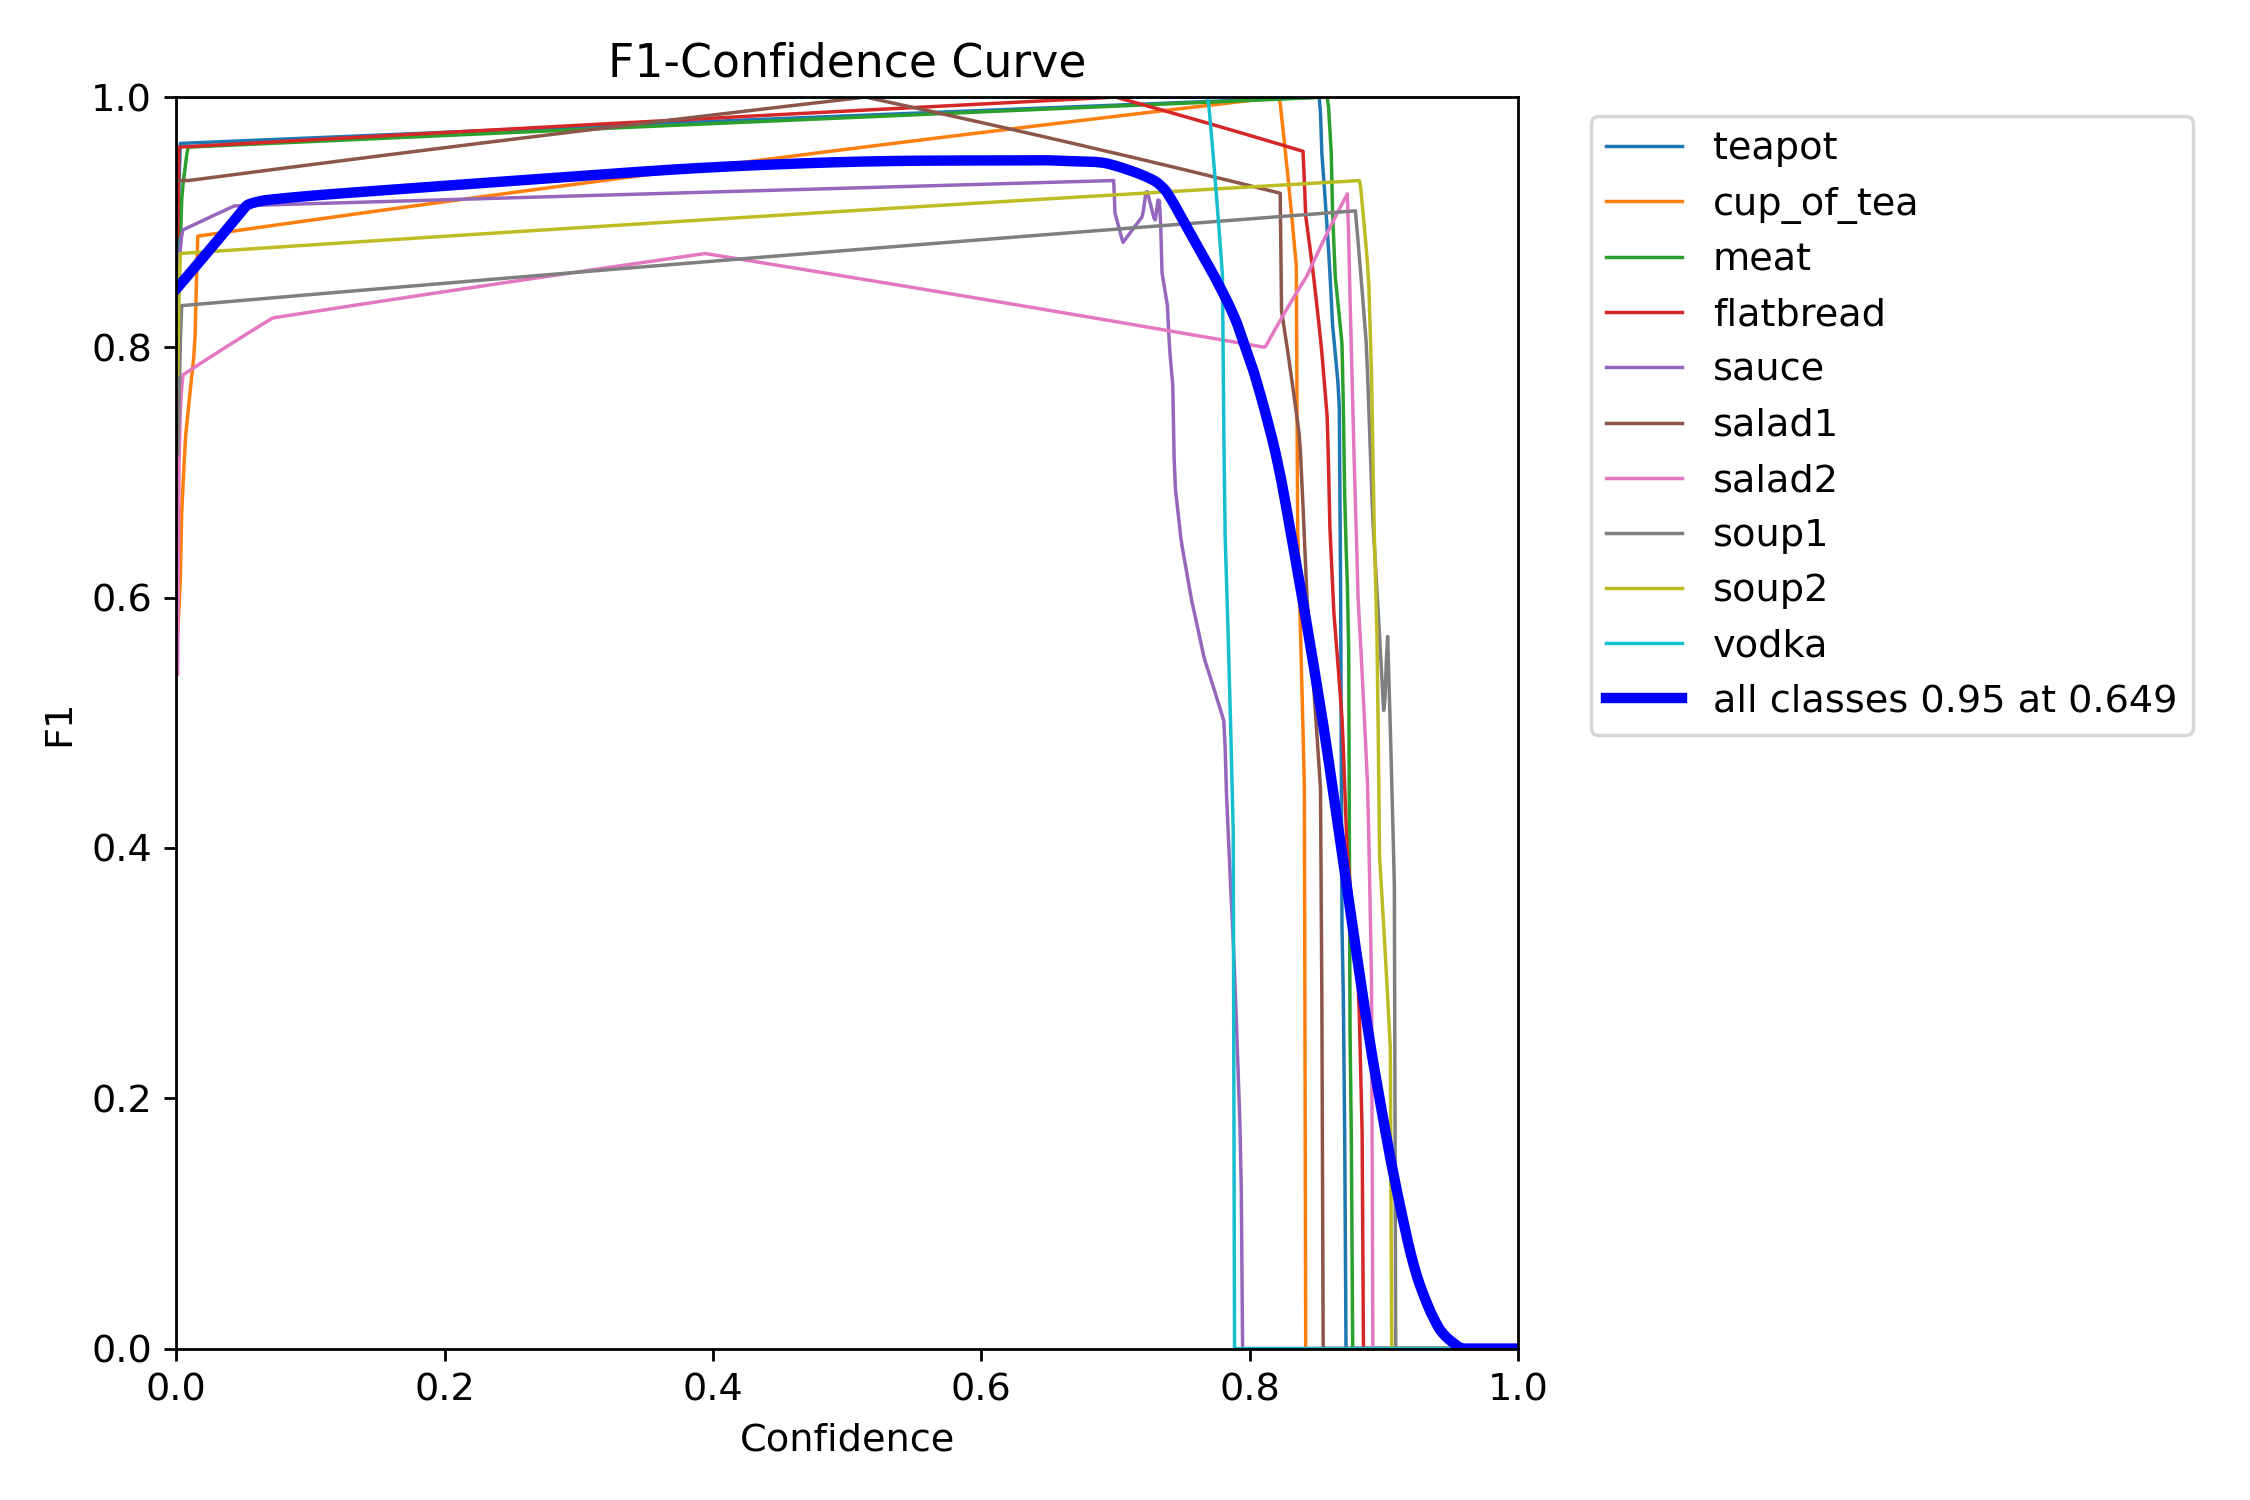 F1-Confidence Curve
1.0
0.8
0.6
0.4
0.2
0.0
F1
0.0 0.2 0.4 0.6 0.8 1.0
Confidence
teapot
cup_of_tea
meat
flatbread
sauce
salad1
salad2
soup1
soup2
vodka
all classes 0.95 at 0.649